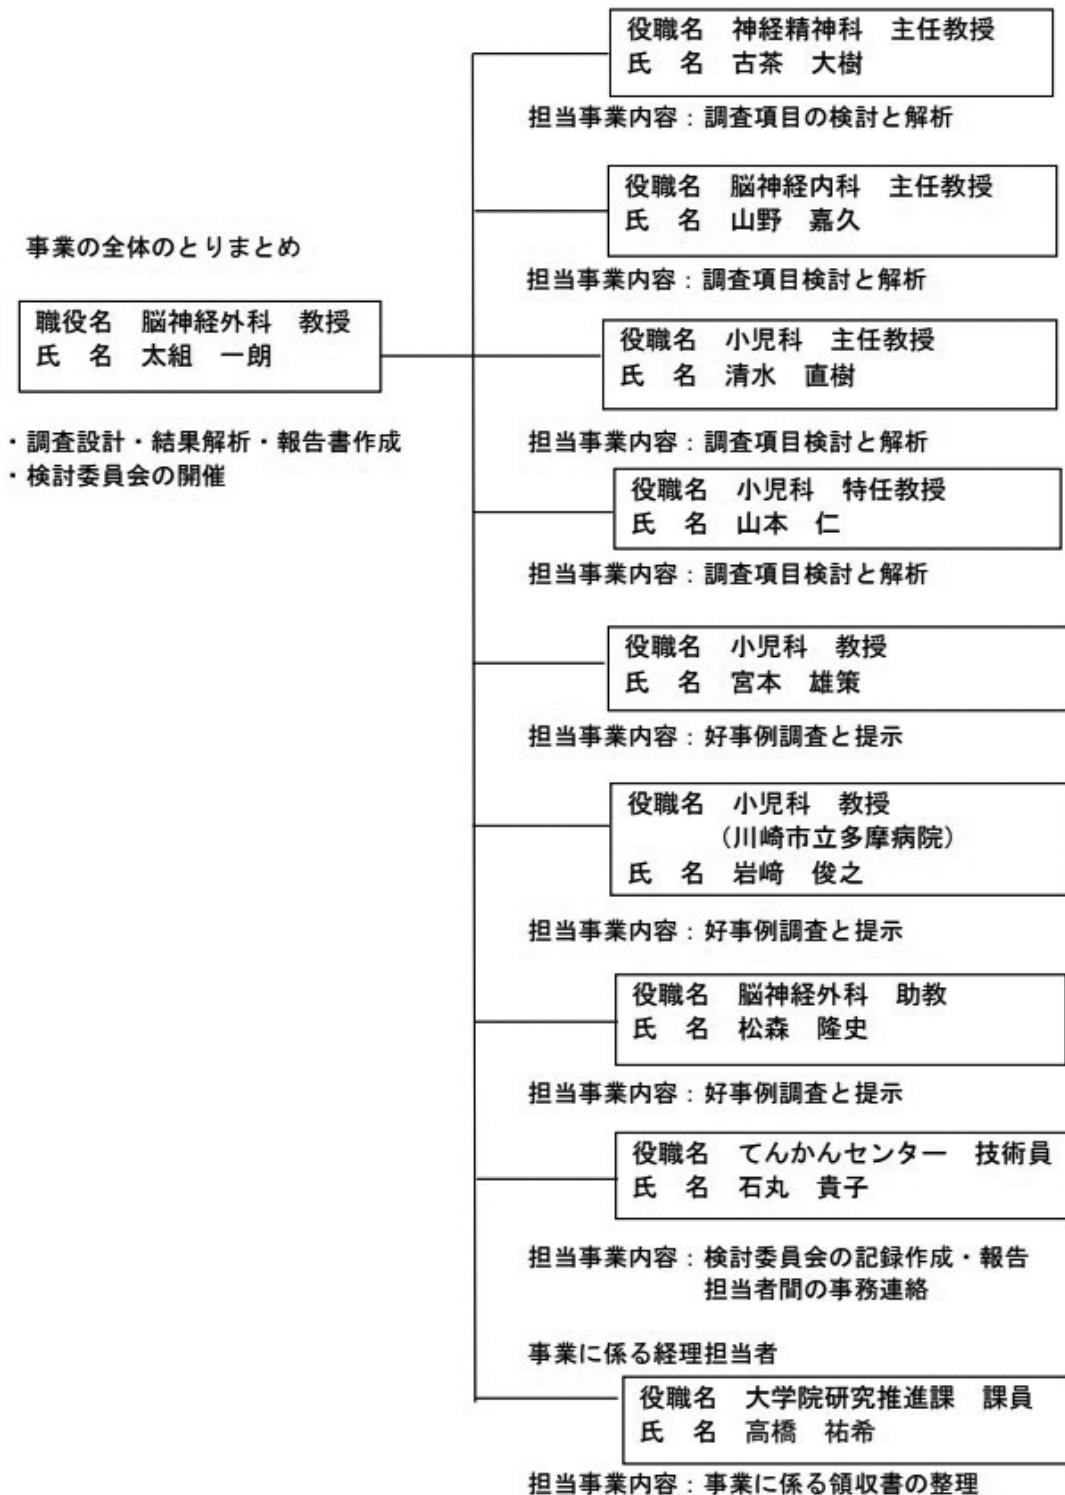 事業の全体のとりまとめ
職役名　脳神経外科　教授
氏　名　太組　一朗
・調査設計・結果解析・報告書作成
・検討委員会の開催
役職名　神経精神科　主任教授
氏　名　古茶　大樹
担当事業内容：調査項目の検討と解析
役職名　脳神経内科　主任教授
氏　名　山野　嘉久
担当事業内容：調査項目検討と解析
役職名　小児科　主任教授
氏　名　清水　直樹
担当事業内容：調査項目検討と解析
役職名　小児科　特任教授
氏　名　山本　仁
担当事業内容：調査項目検討と解析
役職名　小児科　教授
氏　名　宮本　雄策
担当事業内容：好事例調査と提示
役職名　小児科　教授
（川崎市立多摩病院）
氏　名　岩﨑　俊之
担当事業内容：好事例調査と提示
役職名　脳神経外科　助教
氏　名　松森　隆史
担当事業内容：好事例調査と提示
役職名　てんかんセンター　技術員
氏　名　石丸　貴子
担当事業内容：検討委員会の記録作成・報告
担当者間の事務連絡
事業に係る経理担当者
役職名　大学院研究推進課　課員
氏　名　高橋　祐希
担当事業内容：事業に係る領収書の整理